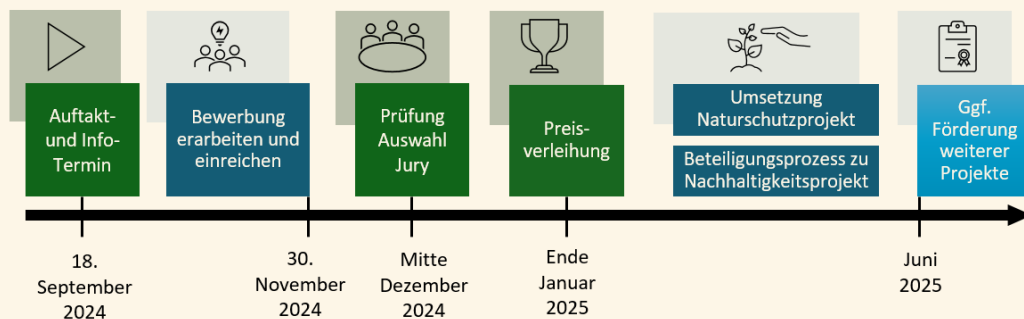 Auftakt-
und Info-
Termin
Bewerbung
erarbeiten und
einreichen
Prüfung
Auswahl
Jury
Preis-
verleihung
Umsetzung
Naturschutzprojekt
Beteiligungsprozess zu
Nachhaltigkeitsprojekt
Ggf.
Förderung
weiterer
Projekte
18.
September
2024
30.
November
2024
Mitte
Dezember
2024
Ende
Januar
2025
Juni
2025